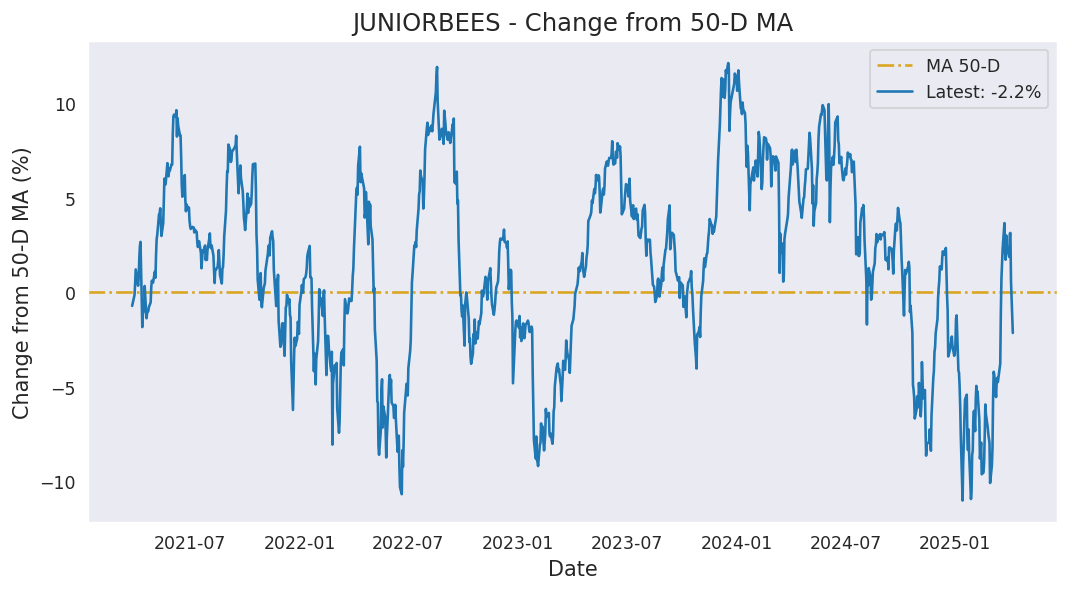 JUNIORBEES - Change from 50-D MA
MA 50-D
Latest: -2.2%
Change from 50-D MA (%)
10
5
0
−5
−10
2021-07 2022-01 2022-07 2023-01 2023-07 2024-01 2024-07 2025-01
Date